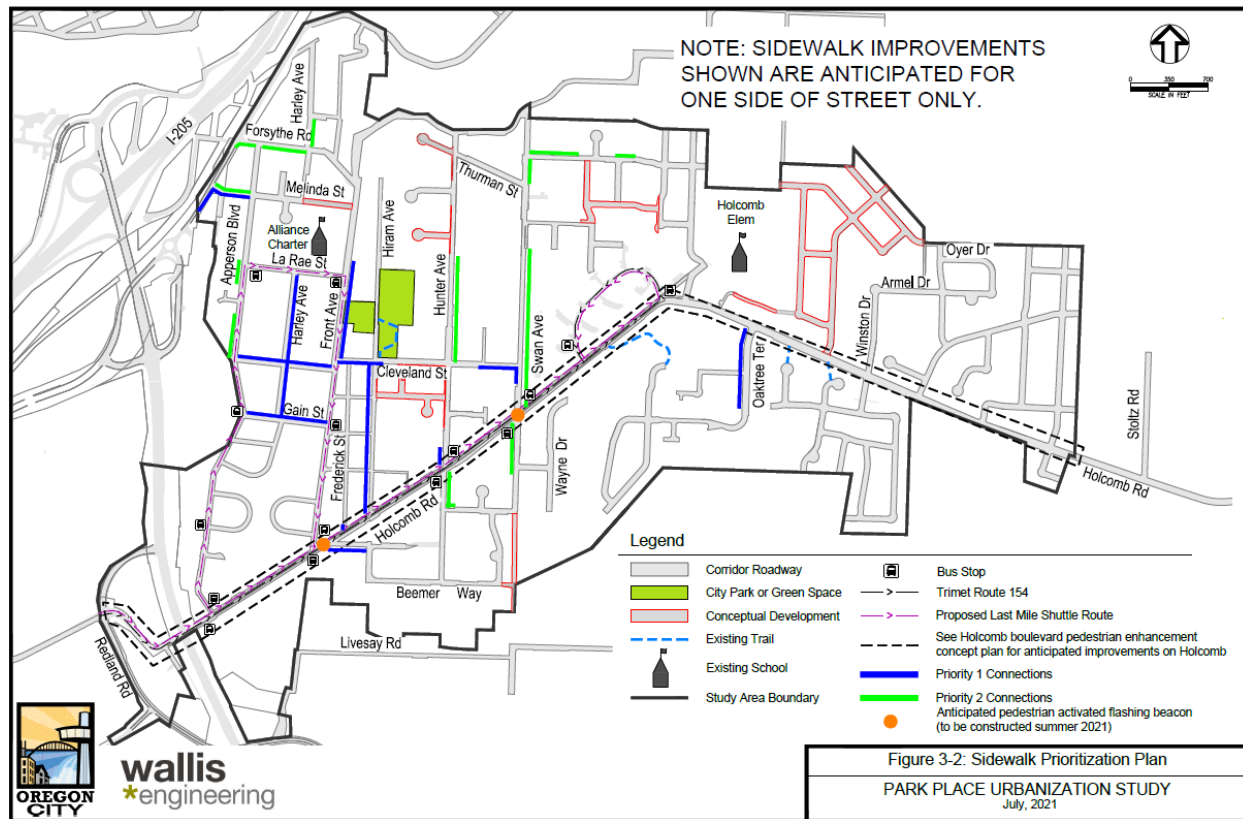 NOTE: SIDEWALK IMPROVEMENTS
SHOWN ARE ANTICIPATED FOR
ONE SIDE OF STREET ONLY.
0 350 700
SCALE IN FEET
I-205
Harley Ave
Forsythe Rd
Melinda St
Thurman St
Apperson Blvd
Alliance
Charter
La Rae St
Hiram Ave
Hunter Ave
Swan Ave
Holcomb
Elem
Oyer Dr
Armel Dr
Winston Dr
Harley Ave
Front Ave
Cleveland St
Gain St
Oaktree Ter
Stoltz Rd
Frederick St
Wayne Dr
Holcomb Rd
Holcomb Rd
Beemer Way
Livesay Rd
Redland Rd
Legend
Corridor Roadway
City Park or Green Space
Conceptual Development
Existing Trail
Existing School
Study Area Boundary
Bus Stop
Trimet Route 154
Proposed Last Mile Shuttle Route
See Holcomb boulevard pedestrian enhancement
concept plan for anticipated improvements on Holcomb
Priority 1 Connections
Priority 2 Connections
Anticipated pedestrian activated flashing beacon
(to be constructed summer 2021)
OREGON
CITY
wallis
*engineering
Figure 3-2: Sidewalk Prioritization Plan
PARK PLACE URBANIZATION STUDY
July, 2021